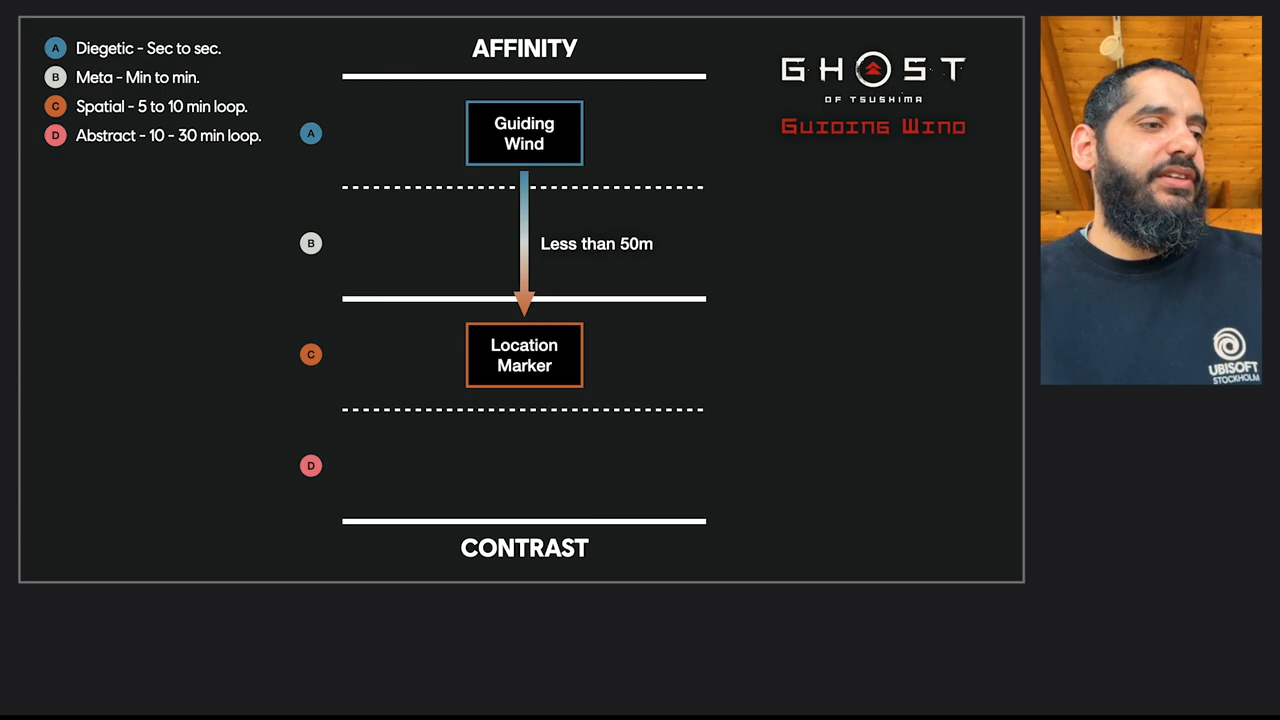 A Diegetic - Sec to sec.
B Meta - Min to min.
C Spatial - 5 to 10 min loop.
D Abstract - 10 - 30 min loop.
AFFINITY
GHOST
OF TSUSHIMA
GUIDING WIND
A
Guiding
Wind
B
Less than 50m
C
Location
Marker
D
CONTRAST
UBISOFT
STOCKHOLM